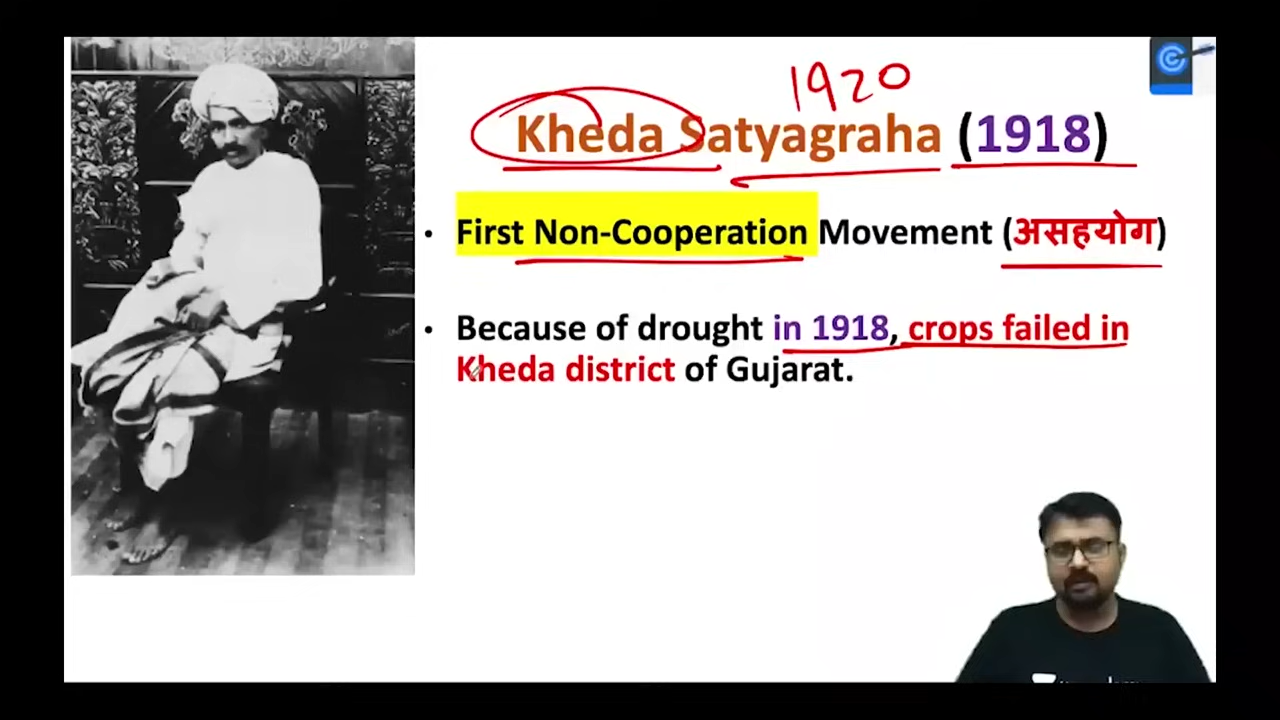 1920
Kheda Satyagraha (1918)
• First Non-Cooperation Movement (असहयोग)
• Because of drought in 1918, crops failed in
Kheda district of Gujarat.